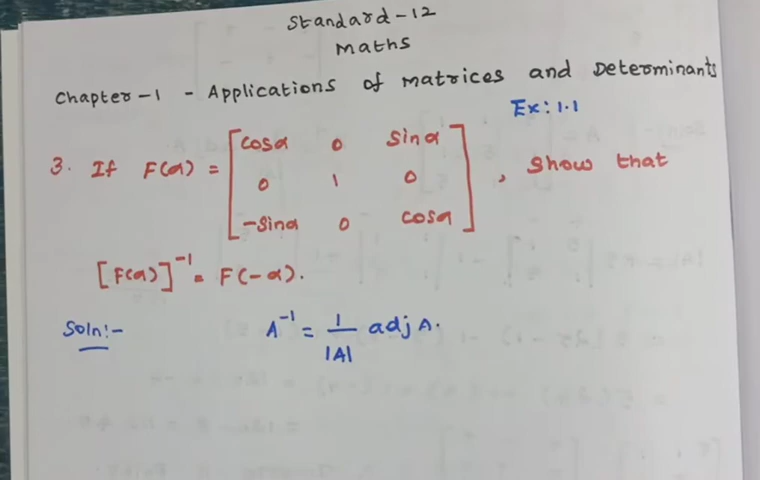 Standard-12
Maths
Chapter-1 - Applications of matrices and Determinants
Ex: 1.1
3. If F(α) = [cosα 0 sinα
0 1 0
-sinα 0 cosα] , show that
[F(α)]⁻¹ = F(-α).
Soln:- A⁻¹ = 1/|A| adj A.